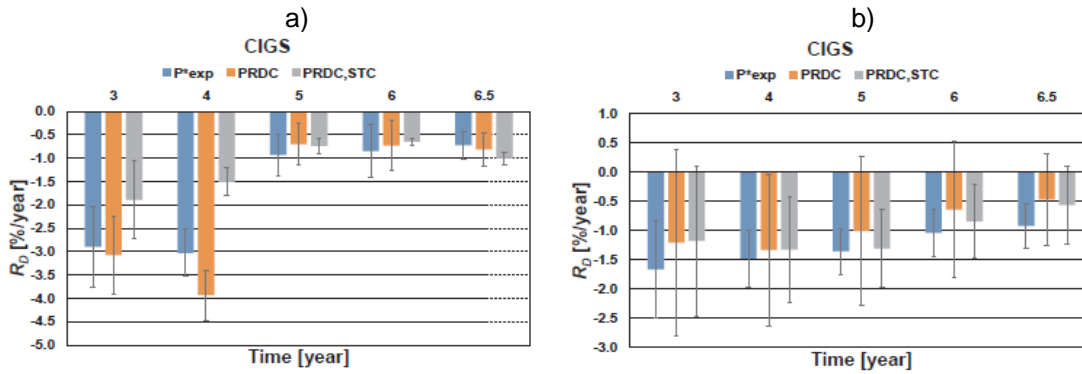 a)
CIGS
P*exp PRDC PRDC,STC
3 4 5 6 6.5
0.0
-0.5
-1.0
-1.5
-2.0
-2.5
-3.0
-3.5
-4.0
-4.5
-5.0
R_D [%/year]
Time [year]
b)
CIGS
P*exp PRDC PRDC,STC
3 4 5 6 6.5
1.0
0.5
0.0
-0.5
-1.0
-1.5
-2.0
-2.5
-3.0
R_D [%/year]
Time [year]